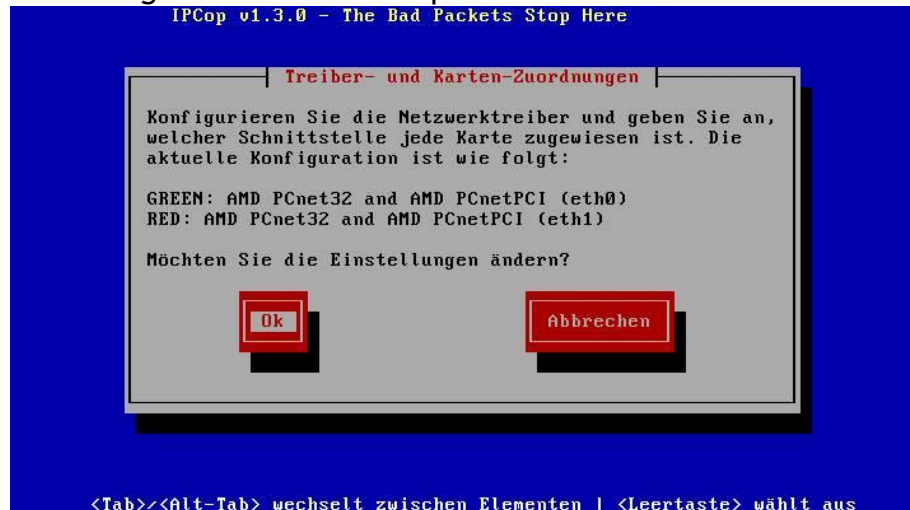 IPCop v1.3.0 - The Bad Packets Stop Here
Treiber- und Karten-Zuordnungen
Konfigurieren Sie die Netzwerktreiber und geben Sie an,
welcher Schnittstelle jede Karte zugewiesen ist. Die
aktuelle Konfiguration ist wie folgt:
GREEN: AMD PCnet32 and AMD PCnetPCI (eth0)
RED: AMD PCnet32 and AMD PCnetPCI (eth1)
Möchten Sie die Einstellungen ändern?
Ok Abbrechen
<Tab>/<Alt-Tab> wechselt zwischen Elementen | <Leertaste> wählt aus